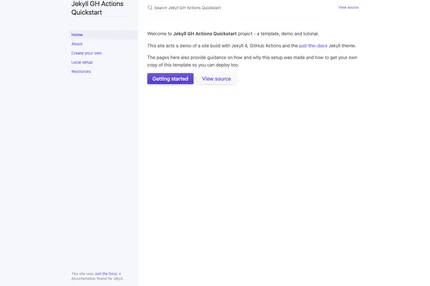 Jekyll GH Actions
Quickstart
Search Jekyll GH Actions Quickstart
View source
Home
About
Create your own
Local setup
Resources
Welcome to Jekyll GH Actions Quickstart project - a template, demo and tutorial.
This site acts a demo of a site build with Jekyll 4, GitHub Actions and the just-the-docs Jekyll theme.
The pages here also provide guidance on how and why this setup was made and how to get your own
copy of this template so you can deploy too.
Getting started
View source
This site uses Just the Docs, a
documentation theme for Jekyll.